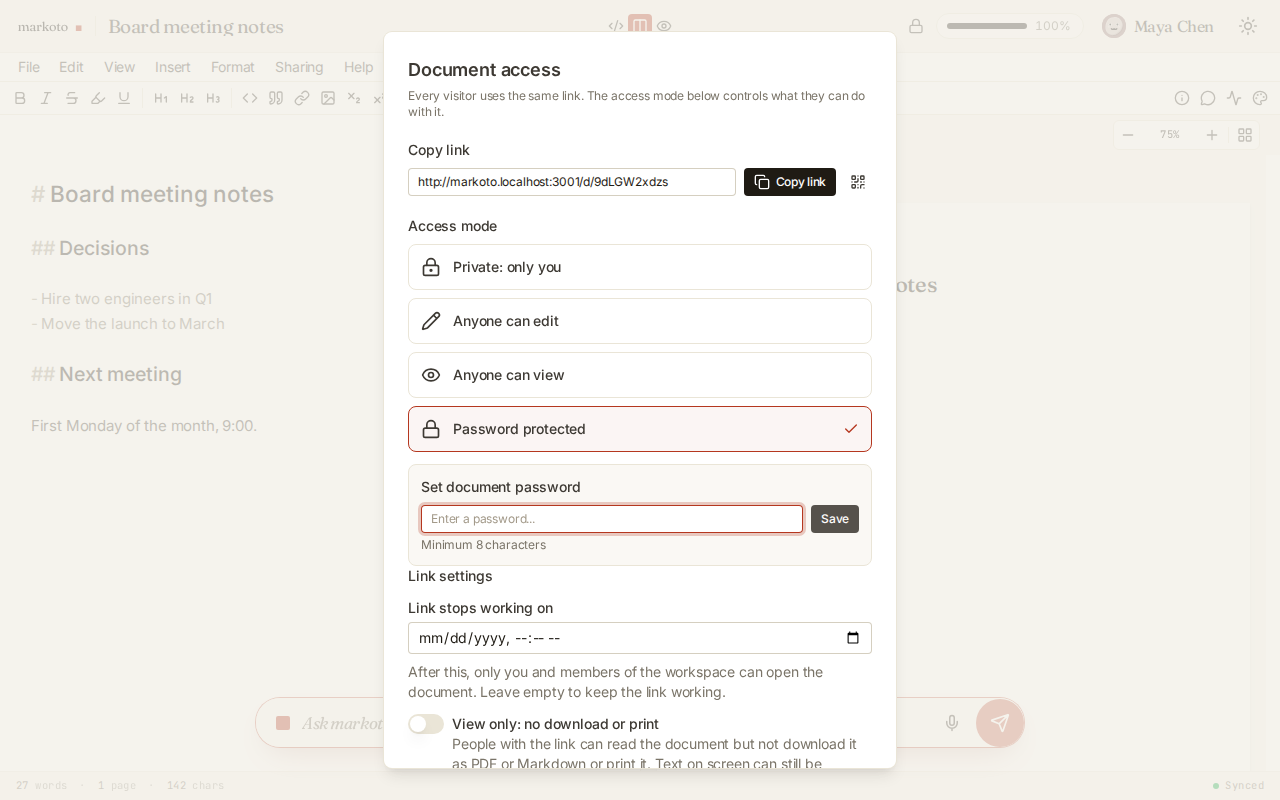 markoto
Board meeting notes
100%
Maya Chen
File Edit View Insert Format Sharing Help
H1 H2 H3
75%
# Board meeting notes
## Decisions
- Hire two engineers in Q1
- Move the launch to March
## Next meeting
First Monday of the month, 9:00.
otes
Document access
Every visitor uses the same link. The access mode below controls what they can do
with it.
Copy link
http://markoto.localhost:3001/d/9dLGW2xdzs
Copy link
Access mode
Private: only you
Anyone can edit
Anyone can view
Password protected
Set document password
Enter a password...
Save
Minimum 8 characters
Link settings
Link stops working on
mm/dd/yyyy, --:-- --
After this, only you and members of the workspace can open the
document. Leave empty to keep the link working.
View only: no download or print
People with the link can read the document but not download it
as PDF or Markdown or print it. Text on screen can still be
Ask markot
27 words · 1 page · 142 chars
Synced